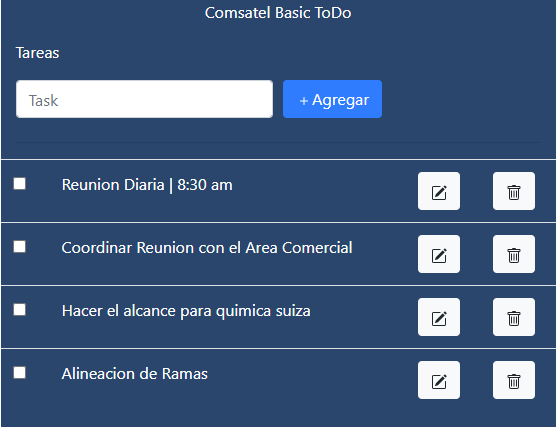 Comsatel Basic ToDo
Tareas
Task
+ Agregar
Reunion Diaria | 8:30 am
Coordinar Reunion con el Area Comercial
Hacer el alcance para quimica suiza
Alineacion de Ramas